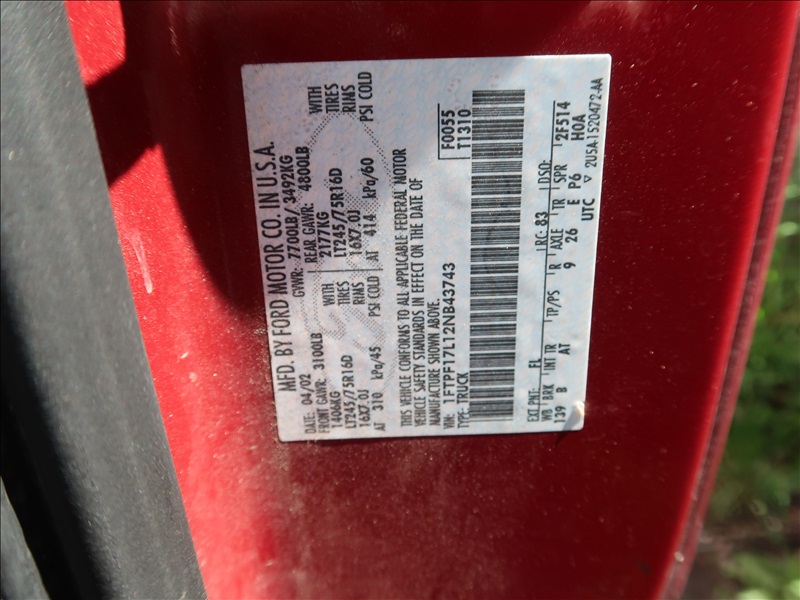 MFD. BY FORD MOTOR CO. IN U.S.A.
DATE: 04/02 GVWR: 7700LB/ 3492KG
FRONT GAWR: 3100LB REAR GAWR: 4800LB
1406KG WITH 2177KG WITH
LT245/75R16D TIRES LT245/75R16D TIRES
16X7.0J RIMS 16X7.0J RIMS
AT 310 kPa/45 PSI COLD AT 414 kPa/60 PSI COLD
THIS VEHICLE CONFORMS TO ALL APPLICABLE FEDERAL MOTOR
VEHICLE SAFETY STANDARDS IN EFFECT ON THE DATE OF
MANUFACTURE SHOWN ABOVE.
VIN: 1FTPF17L12NB43743 F0055
TYPE: TRUCK T1310
EXT. PNT: FL RC: 83 DSO:
WB BRK INT TR TP/PS R AXLE TR SPR 2F514
139 B AT 9 26 E P6 H0A
UTC ▽ 2U5A-1520472-AA